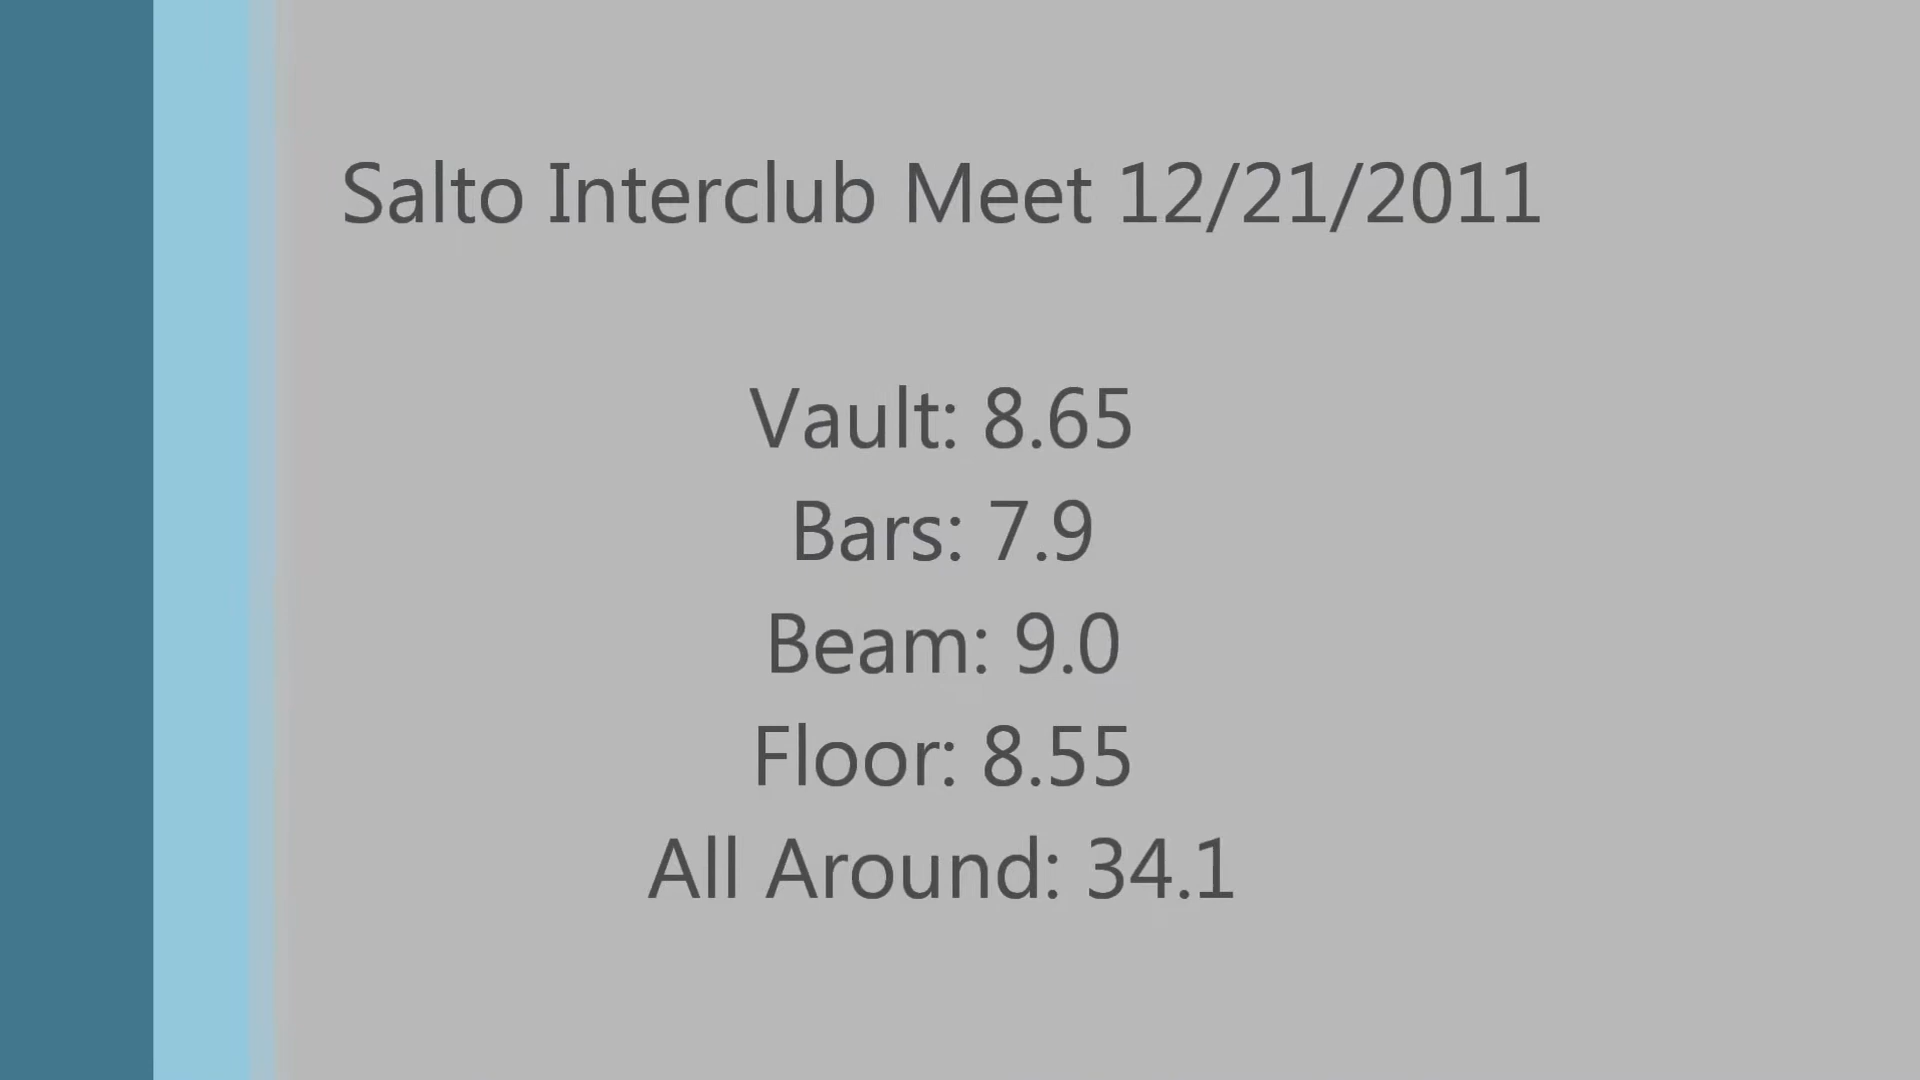 Salto Interclub Meet 12/21/2011
Vault: 8.65
Bars: 7.9
Beam: 9.0
Floor: 8.55
All Around: 34.1